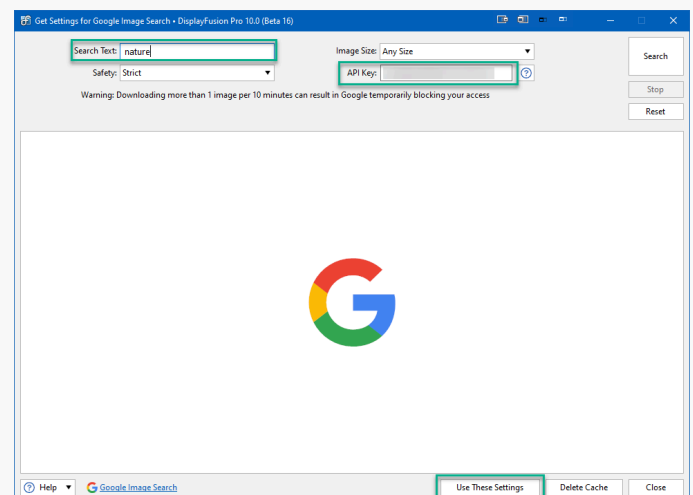 Get Settings for Google Image Search • DisplayFusion Pro 10.0 (Beta 16)
Search Text: nature Image Size: Any Size Search
Safety: Strict API Key:
Stop
Warning: Downloading more than 1 image per 10 minutes can result in Google temporarily blocking your access
Reset
Help Google Image Search Use These Settings Delete Cache Close